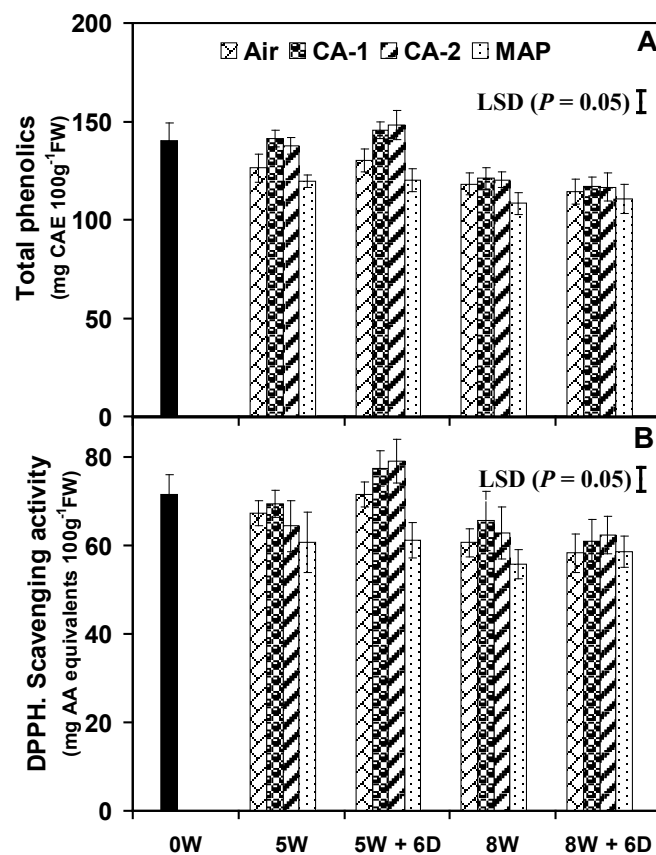 200
Air CA-1 CA-2 MAP A
LSD (P = 0.05)
150
100
50
0
Total phenolics
(mg CAE 100g⁻¹FW)
B
80
LSD (P = 0.05)
60
40
20
0
DPPH. Scavenging activity
(mg AA equivalents 100g⁻¹FW)
0W 5W 5W + 6D 8W 8W + 6D